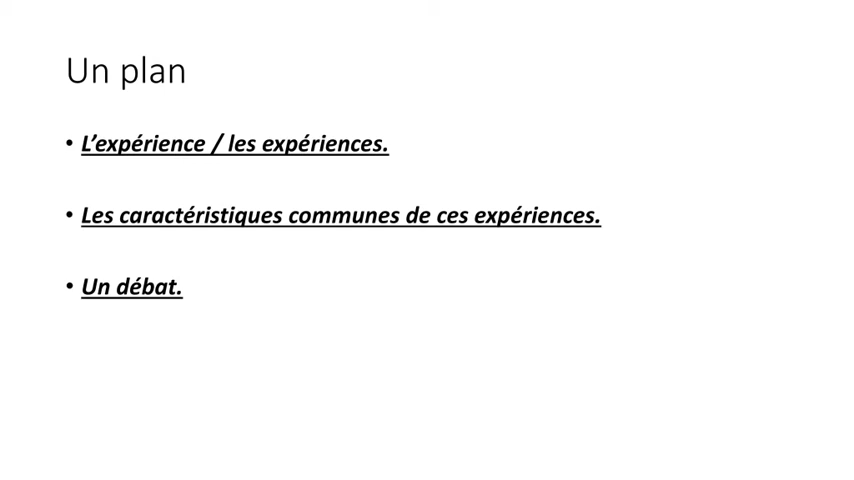 Un plan
• L’expérience / les expériences.
• Les caractéristiques communes de ces expériences.
• Un débat.